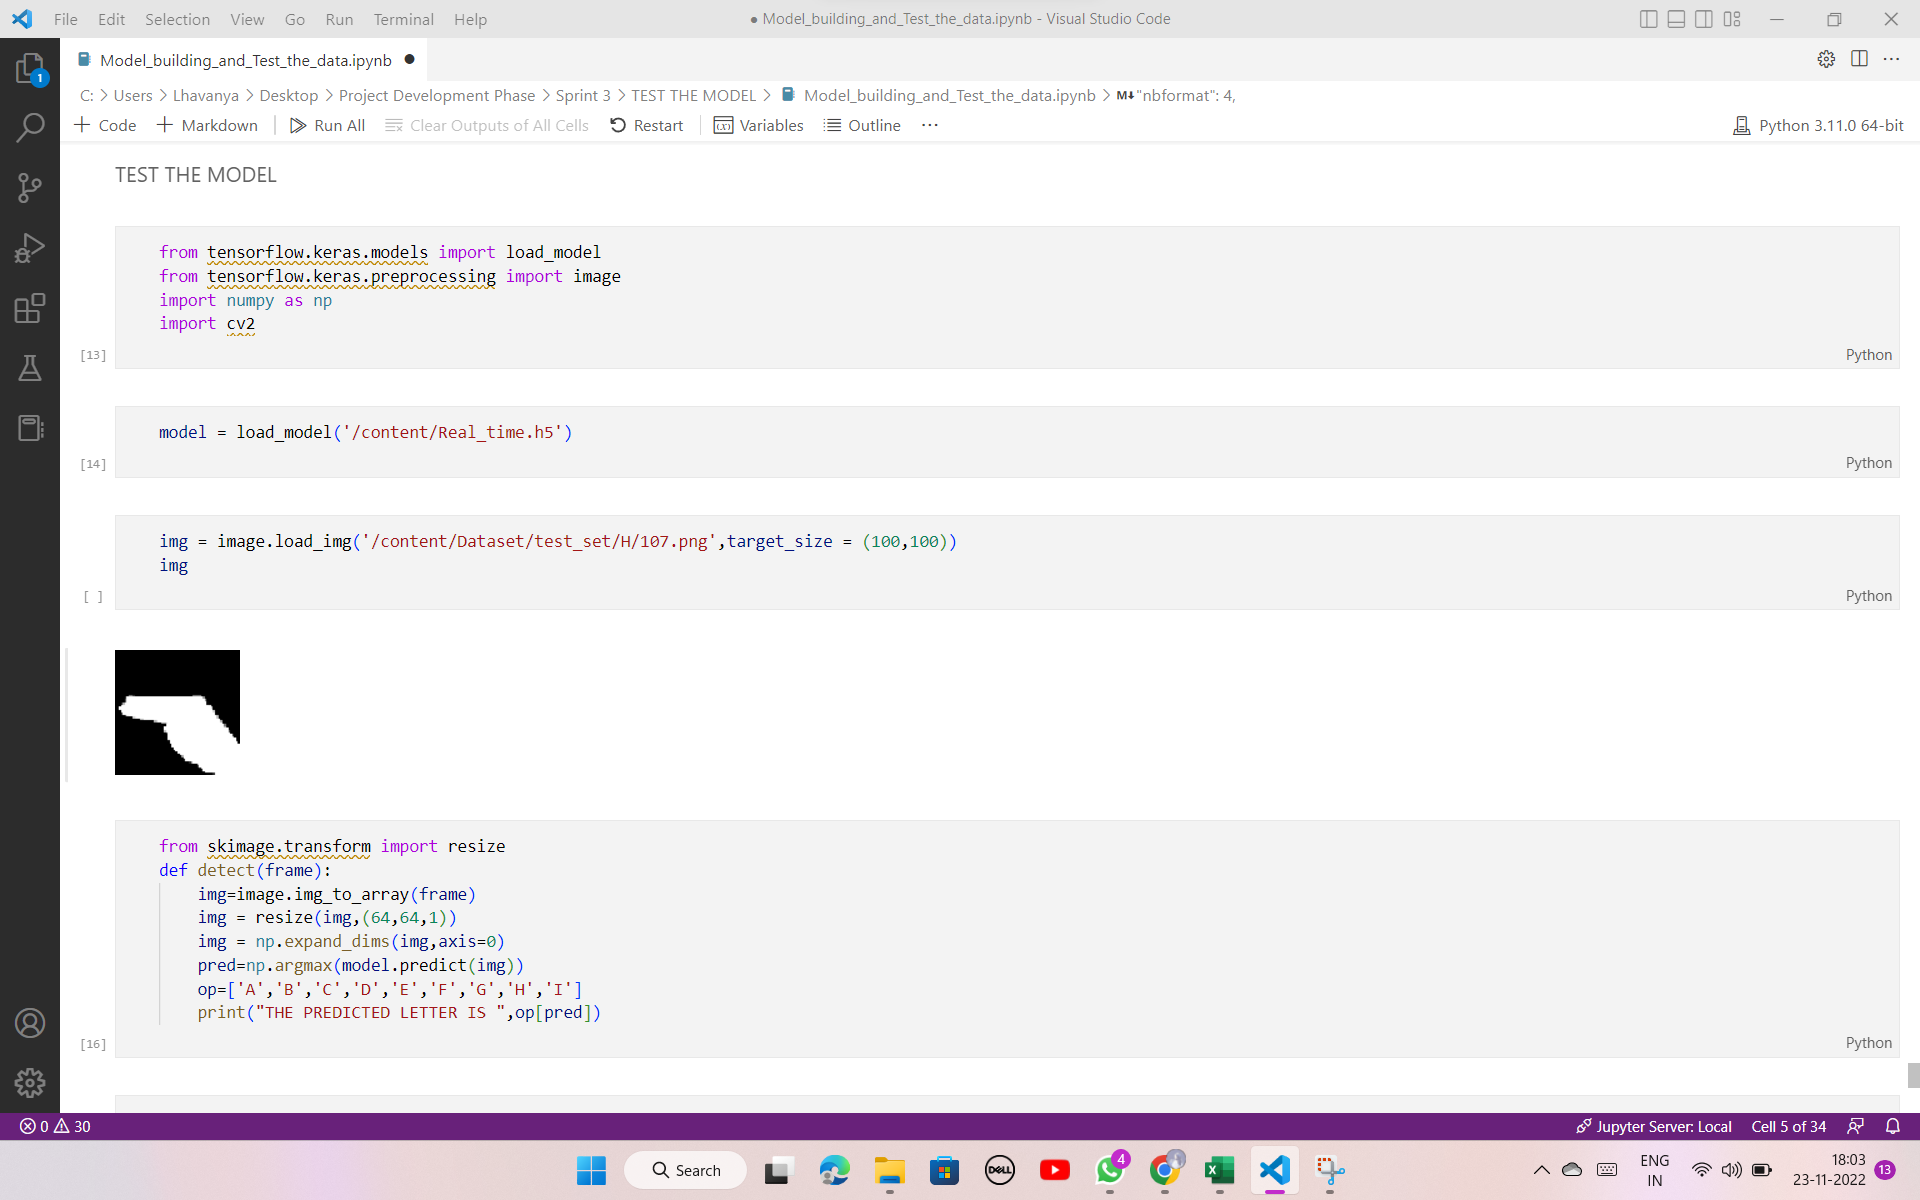 File Edit Selection View Go Run Terminal Help
● Model_building_and_Test_the_data.ipynb - Visual Studio Code
Model_building_and_Test_the_data.ipynb ●
1
C: > Users > Lhavanya > Desktop > Project Development Phase > Sprint 3 > TEST THE MODEL > Model_building_and_Test_the_data.ipynb > M↓"nbformat": 4,
+ Code + Markdown Run All Clear Outputs of All Cells Restart Variables Outline ···
Python 3.11.0 64-bit
TEST THE MODEL
from tensorflow.keras.models import load_model
from tensorflow.keras.preprocessing import image
import numpy as np
import cv2
[13]
Python
model = load_model('/content/Real_time.h5')
[14]
Python
img = image.load_img('/content/Dataset/test_set/H/107.png',target_size = (100,100))
img
[ ]
Python
from skimage.transform import resize
def detect(frame):
    img=image.img_to_array(frame)
    img = resize(img,(64,64,1))
    img = np.expand_dims(img,axis=0)
    pred=np.argmax(model.predict(img))
    op=['A','B','C','D','E','F','G','H','I']
    print("THE PREDICTED LETTER IS ",op[pred])
[16]
Python
0 30
Jupyter Server: Local Cell 5 of 34
Search
DELL
4
ENG
IN
18:03
23-11-2022
13